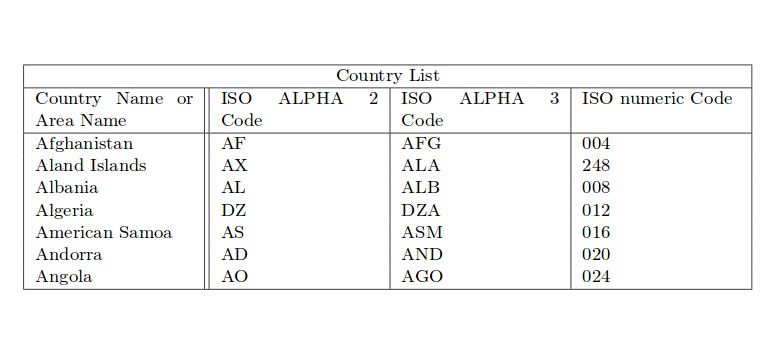 Country List
Country Name or Area Name | ISO ALPHA 2 Code | ISO ALPHA 3 Code | ISO numeric Code
Afghanistan | AF | AFG | 004
Aland Islands | AX | ALA | 248
Albania | AL | ALB | 008
Algeria | DZ | DZA | 012
American Samoa | AS | ASM | 016
Andorra | AD | AND | 020
Angola | AO | AGO | 024